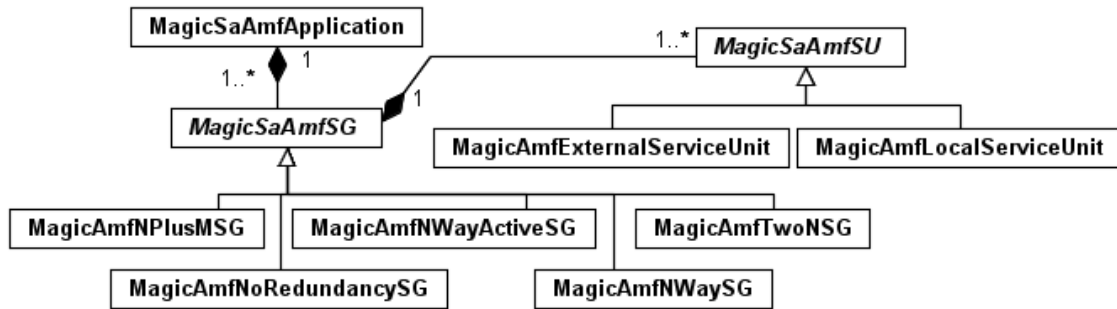 MagicSaAmfApplication
1
1..*
MagicSaAmfSG
1
1..*
MagicSaAmfSU
MagicAmfExternalServiceUnit
MagicAmfLocalServiceUnit
MagicAmfNPlusMSG
MagicAmfNWayActiveSG
MagicAmfTwoNSG
MagicAmfNoRedundancySG
MagicAmfNWaySG